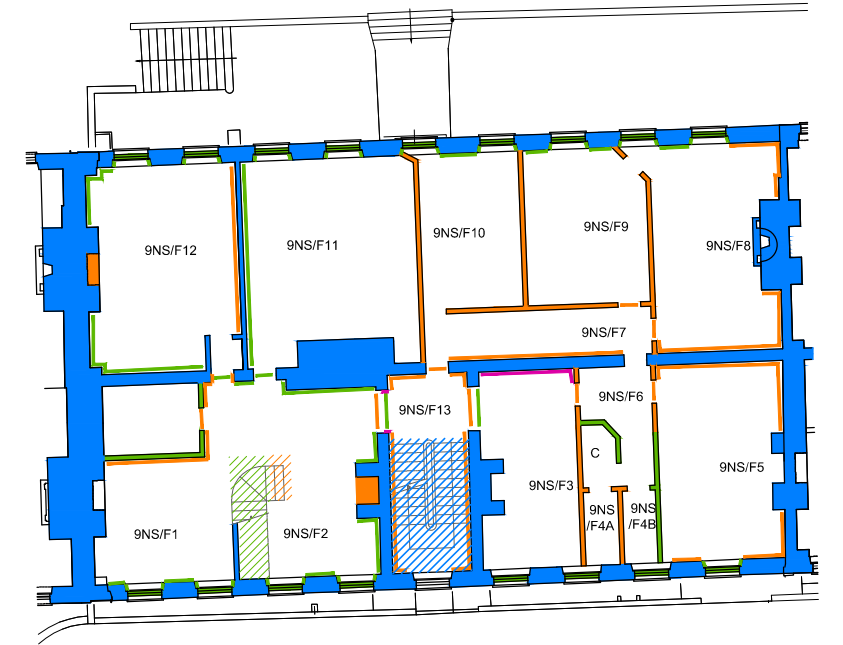 9NS/F12
9NS/F11
9NS/F10
9NS/F9
9NS/F8
9NS/F7
9NS/F13
9NS/F6
C
9NS/F5
9NS/F3
9NS
/F4A
9NS
/F4B
9NS/F1
9NS/F2